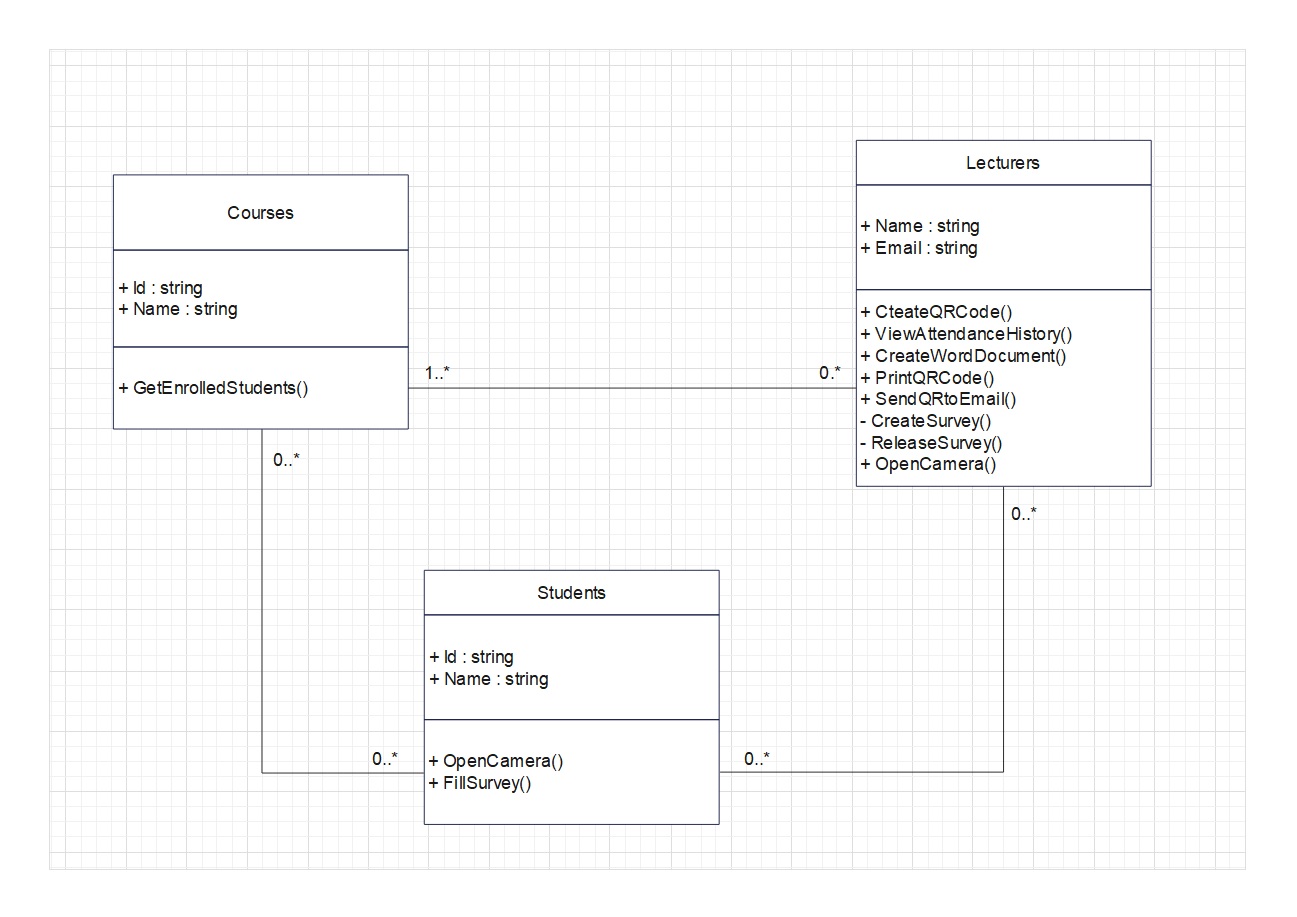 Courses
+ Id : string
+ Name : string
+ GetEnrolledStudents()
1..*
0.*
0..*
Lecturers
+ Name : string
+ Email : string
+ CteateQRCode()
+ ViewAttendanceHistory()
+ CreateWordDocument()
+ PrintQRCode()
+ SendQRtoEmail()
- CreateSurvey()
- ReleaseSurvey()
+ OpenCamera()
0..*
Students
+ Id : string
+ Name : string
+ OpenCamera()
+ FillSurvey()
0..*
0..*